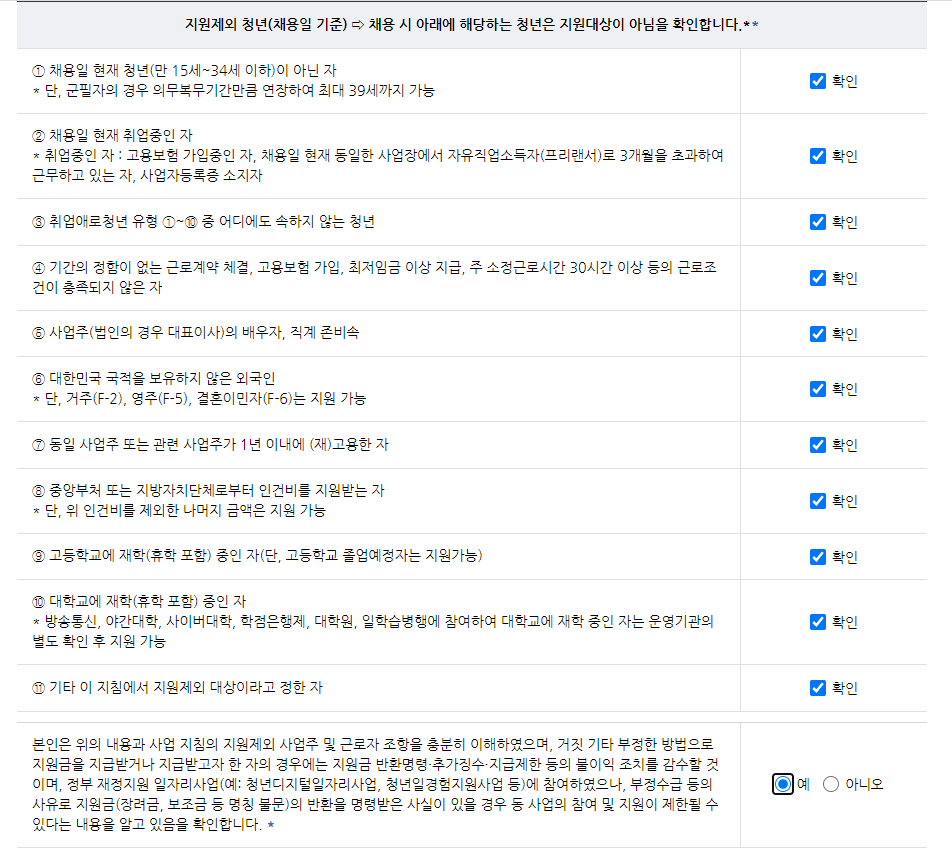 지원제외 청년(채용일 기준) ⇨ 채용 시 아래에 해당하는 청년은 지원대상이 아님을 확인합니다.**
① 채용일 현재 청년(만 15세~34세 이하)이 아닌 자
* 단, 군필자의 경우 의무복무기간만큼 연장하여 최대 39세까지 가능
확인
② 채용일 현재 취업중인 자
* 취업중인 자 : 고용보험 가입중인 자, 채용일 현재 동일한 사업장에서 자유직업소득자(프리랜서)로 3개월을 초과하여
근무하고 있는 자, 사업자등록증 소지자
확인
③ 취업애로청년 유형 ①~⑩ 중 어디에도 속하지 않는 청년
확인
④ 기간의 정함이 없는 근로계약 체결, 고용보험 가입, 최저임금 이상 지급, 주 소정근로시간 30시간 이상 등의 근로조
건이 충족되지 않은 자
확인
⑤ 사업주(법인의 경우 대표이사)의 배우자, 직계 존비속
확인
⑥ 대한민국 국적을 보유하지 않은 외국인
* 단, 거주(F-2), 영주(F-5), 결혼이민자(F-6)는 지원 가능
확인
⑦ 동일 사업주 또는 관련 사업주가 1년 이내에 (재)고용한 자
확인
⑧ 중앙부처 또는 지방자치단체로부터 인건비를 지원받는 자
* 단, 위 인건비를 제외한 나머지 금액은 지원 가능
확인
⑨ 고등학교에 재학(휴학 포함) 중인 자(단, 고등학교 졸업예정자는 지원가능)
확인
⑩ 대학교에 재학(휴학 포함) 중인 자
* 방송통신, 야간대학, 사이버대학, 학점은행제, 대학원, 일학습병행에 참여하여 대학교에 재학 중인 자는 운영기관의
별도 확인 후 지원 가능
확인
⑪ 기타 이 지침에서 지원제외 대상이라고 정한 자
확인
본인은 위의 내용과 사업 지침의 지원제외 사업주 및 근로자 조항을 충분히 이해하였으며, 거짓 기타 부정한 방법으로
지원금을 지급받거나 지급받고자 한 자의 경우에는 지원금 반환명령·추가징수·지급제한 등의 불이익 조치를 감수할 것
이며, 정부 재정지원 일자리사업(예: 청년디지털일자리사업, 청년일경험지원사업 등)에 참여하였으나, 부정수급 등의
사유로 지원금(장려금, 보조금 등 명칭 불문)의 반환을 명령받은 사실이 있을 경우 동 사업의 참여 및 지원이 제한될 수
있다는 내용을 알고 있음을 확인합니다. *
예 아니오